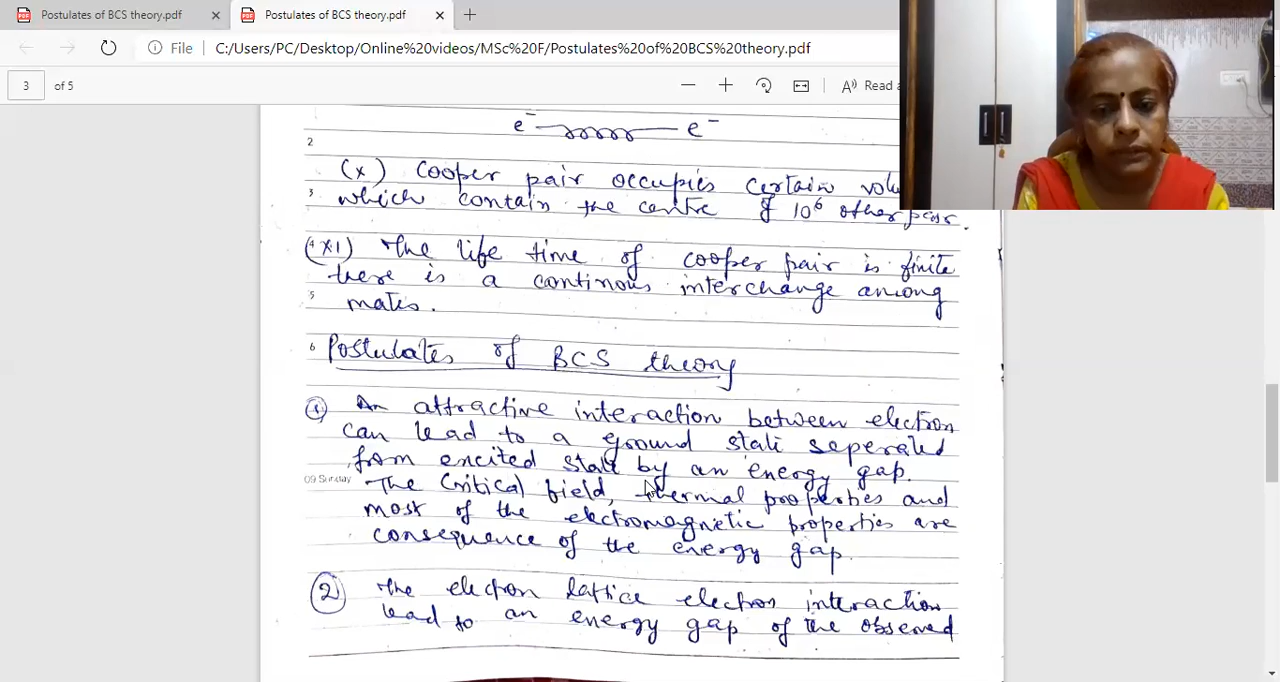 Postulates of BCS theory.pdf
Postulates of BCS theory.pdf
File
C:/Users/PC/Desktop/Online%20videos/MSc%20F/Postulates%20of%20BCS%20theory.pdf
3 of 5
Read
e⁻ e⁻
2
(x) Cooper pair occupies certain
3 which contain the centre of 10⁶ other pair.
(x1) The life time of cooper pair is finite
there is a continous interchange among
5 mates.
6 Postulates of BCS theory
① An attractive interaction between electron
can lead to a ground state seperated
from excited state by an energy gap.
09 Sunday The Critical field, thermal properties and
most of the electromagnetic properties are
consequence of the energy gap.
② The electron lattice electron interaction
lead to an energy gap of the observed